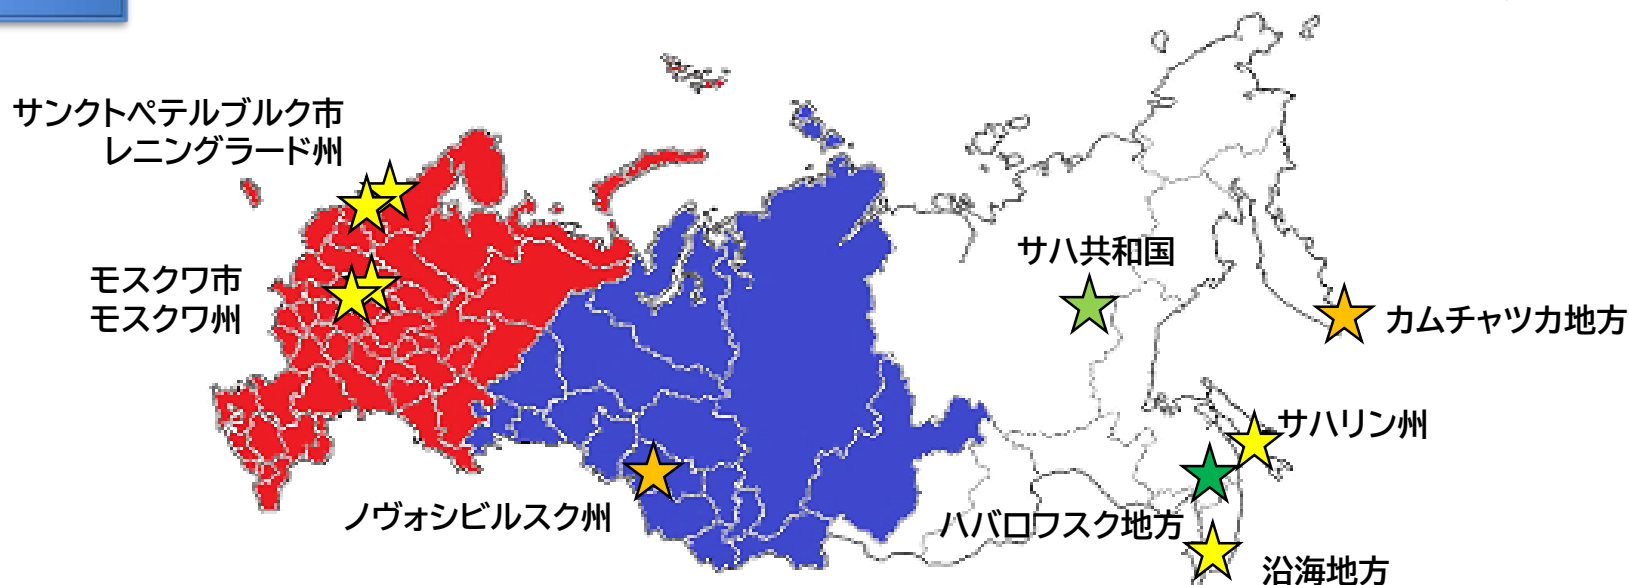 サンクトペテルブルク市
レニングラード州
モスクワ市
モスクワ州
サハ共和国
カムチャツカ地方
サハリン州
ノヴォシビルスク州
ハバロワスク地方
沿海地方